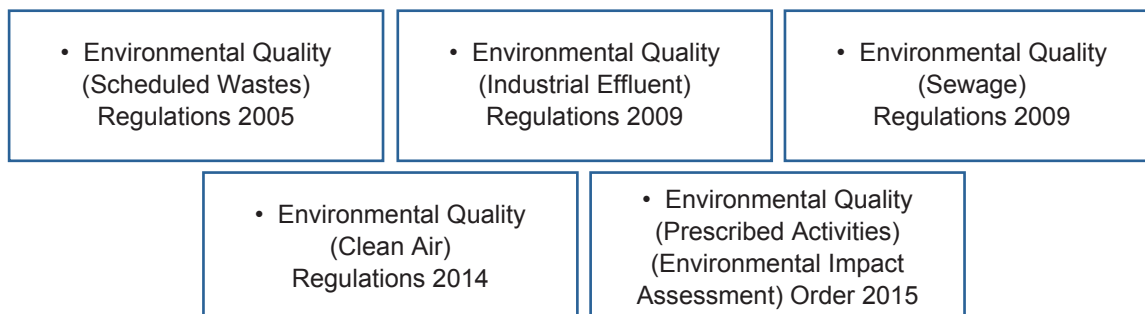 • Environmental Quality
(Scheduled Wastes)
Regulations 2005
• Environmental Quality
(Industrial Effluent)
Regulations 2009
• Environmental Quality
(Sewage)
Regulations 2009
• Environmental Quality
(Clean Air)
Regulations 2014
• Environmental Quality
(Prescribed Activities)
(Environmental Impact
Assessment) Order 2015